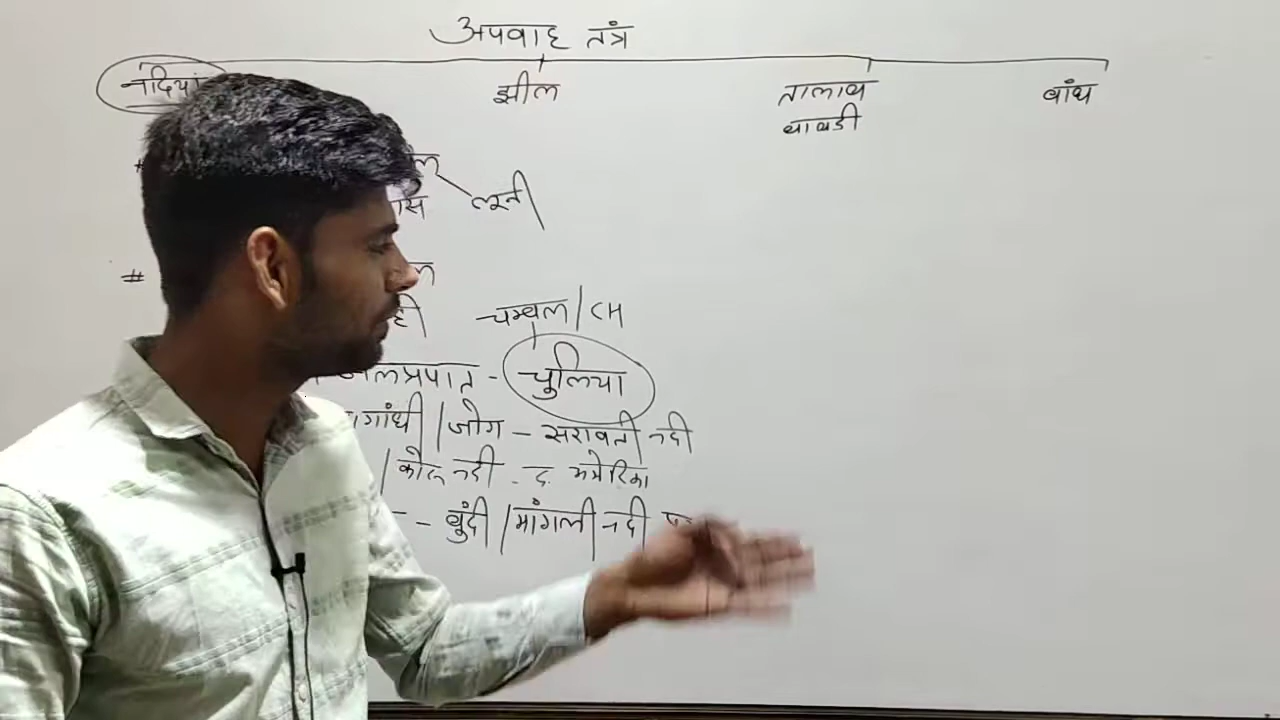 अपवाह तंत्र
नदियां झील तालाब बांध
बावडी
लूनी
#
चम्बल / CH
जलप्रपात - चुलिया
गांधी / जोग - सरावती नदी
/ नदी - द. अमेरिका
- बुंदी / मांगली नदी